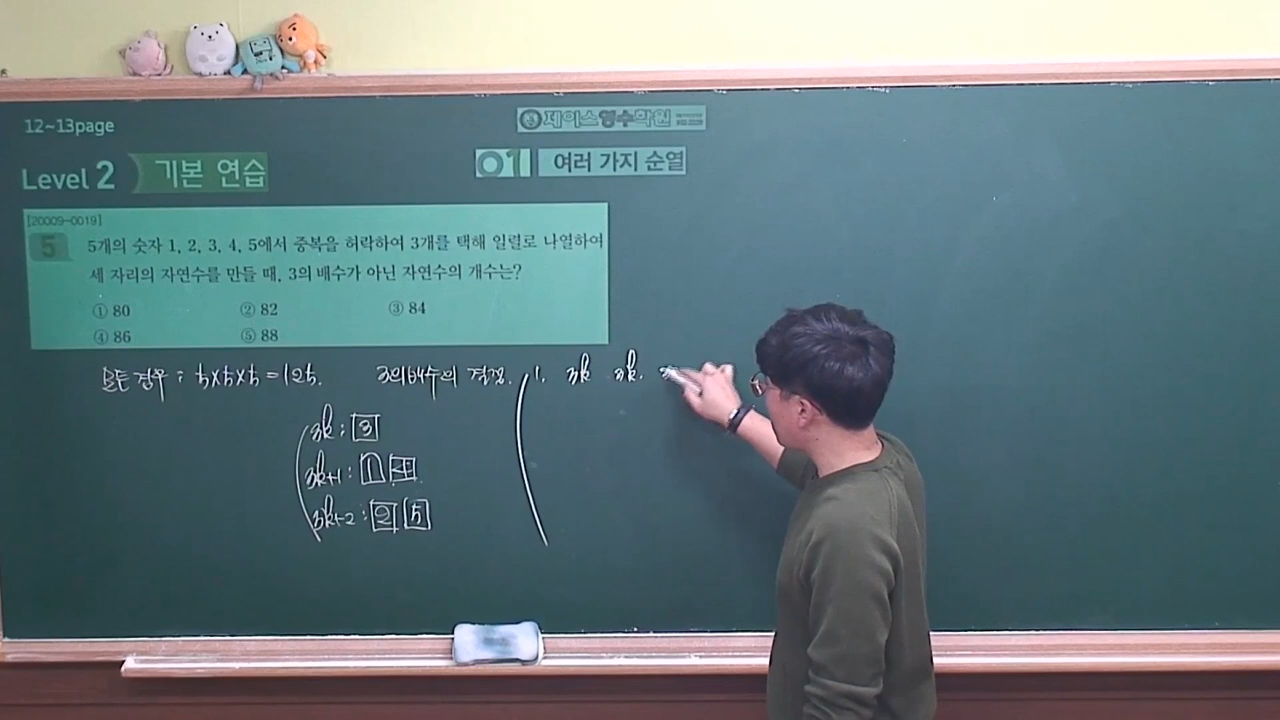 12~13page
제이스영수학원
Level 2 기본 연습
01 여러 가지 순열
[20009-0019]
5 5개의 숫자 1, 2, 3, 4, 5에서 중복을 허락하여 3개를 택해 일렬로 나열하여
세 자리의 자연수를 만들 때, 3의 배수가 아닌 자연수의 개수는?
① 80 ② 82 ③ 84
④ 86 ⑤ 88
모든 경우 : 5×5×5=125.
3의 배수의 결정.
3k : 3
3k+1 : 1 4
3k+2 : 2 5
1. 3k 3k.